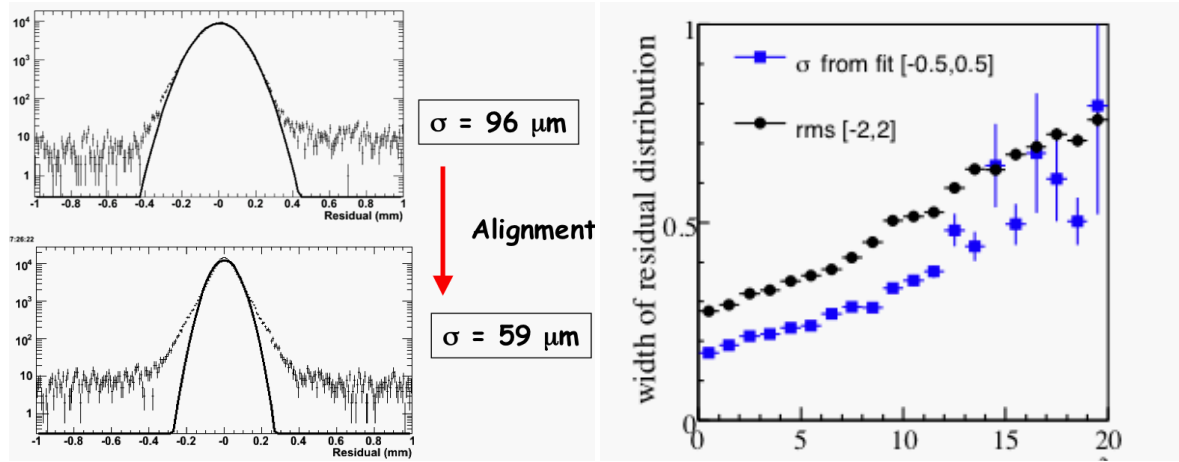 10⁴
10³
10²
10
1
-1 -0.8 -0.6 -0.4 -0.2 -0 0.2 0.4 0.6 0.8 1
Residual (mm)
σ = 96 μm
Alignment
7:26:22
10⁴
10³
10²
10
1
-1 -0.8 -0.6 -0.4 -0.2 -0 0.2 0.4 0.6 0.8 1
Residual (mm)
σ = 59 μm
width of residual distribution
1
0.5
0
σ from fit [-0.5,0.5]
rms [-2,2]
0 5 10 15 20